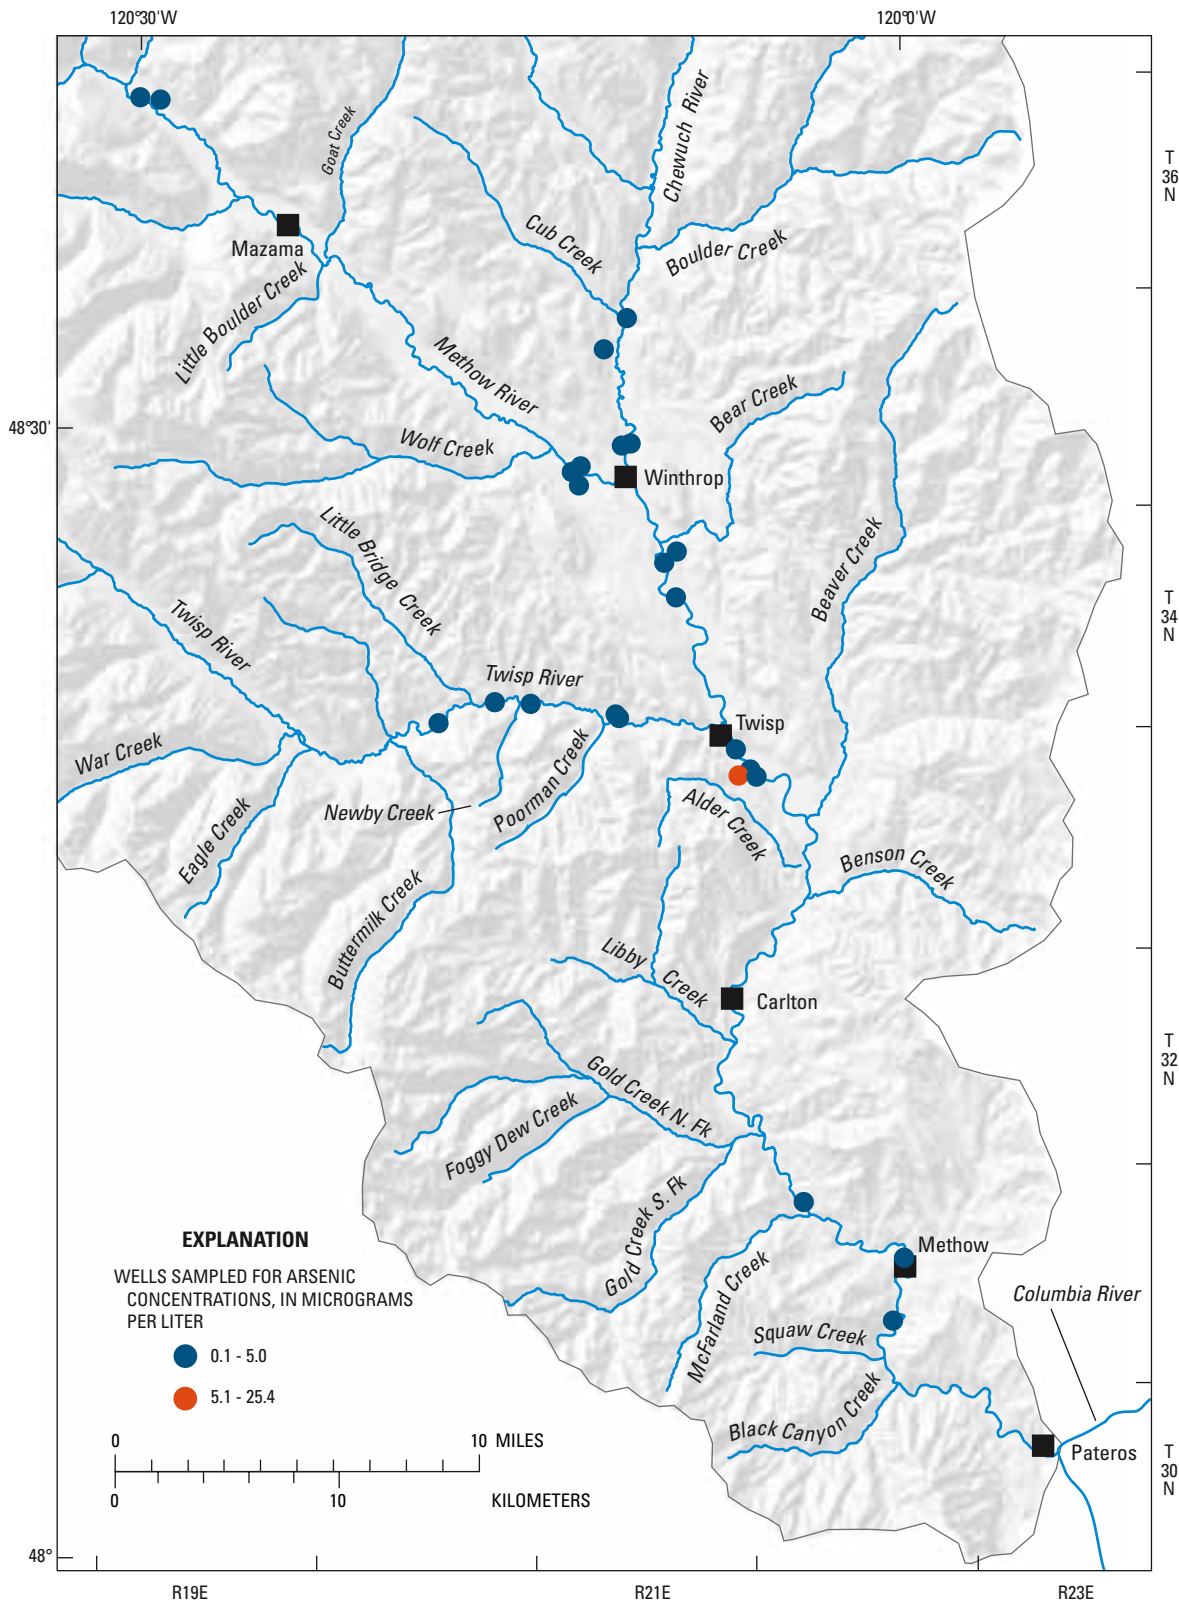 120°30'W
120°0'W
Goat Creek
Chewuch River
T
36
N
Cub Creek
Boulder Creek
Mazama
Little Boulder Creek
Methow River
Bear Creek
48°30'
Wolf Creek
Winthrop
Little Bridge Creek
Beaver Creek
T
34
N
Twisp River
Twisp River
Twisp
War Creek
Newby Creek
Poorman Creek
Alder Creek
Eagle Creek
Benson Creek
Buttermilk Creek
Libby Creek
Carlton
T
32
N
Gold Creek N. Fk
Foggy Dew Creek
Gold Creek S. Fk
Methow
McFarland Creek
Columbia River
Squaw Creek
Black Canyon Creek
Pateros
T
30
N
EXPLANATION
WELLS SAMPLED FOR ARSENIC
CONCENTRATIONS, IN MICROGRAMS
PER LITER
0.1 - 5.0
5.1 - 25.4
0 10 MILES
0 10 KILOMETERS
48°
R19E R21E R23E